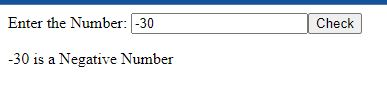 Enter the Number: -30 Check
-30 is a Negative Number